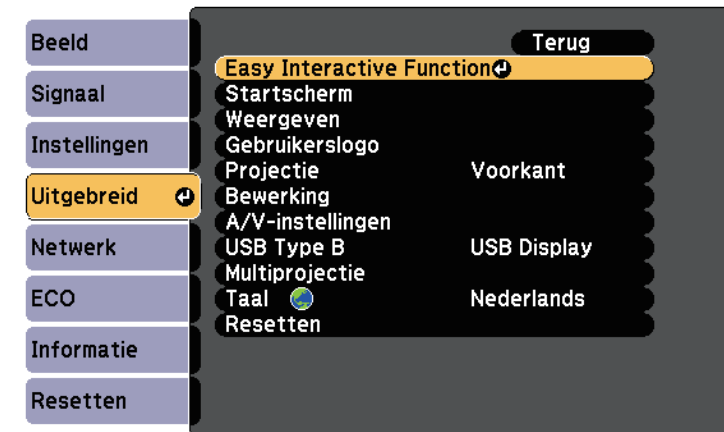 Beeld
Signaal
Instellingen
Uitgebreid
Netwerk
ECO
Informatie
Resetten
Terug
Easy Interactive Function
Startscherm
Weergeven
Gebruikerslogo
Projectie Voorkant
Bewerking
A/V-instellingen
USB Type B USB Display
Multiprojectie
Taal Nederlands
Resetten